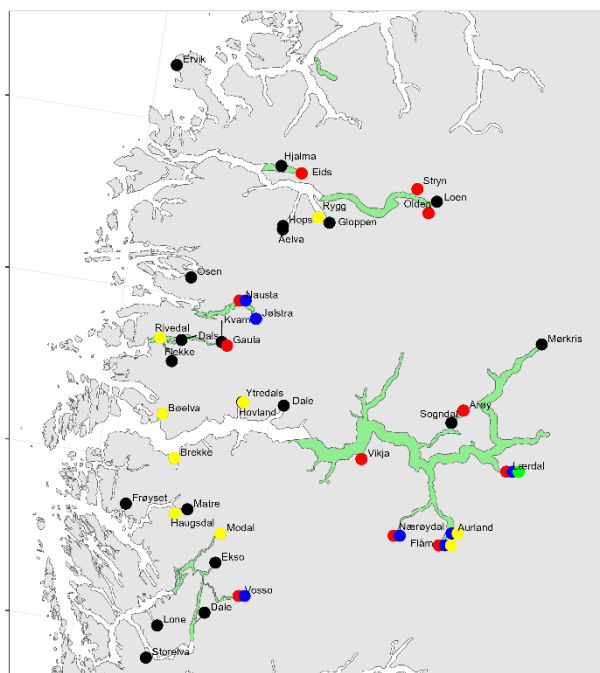 Ervik
Hjalma
Eids
Stryn
Loen
Olden
Rygg
Hops
Gloppen
Aelva
Osen
Nausta
Jølstra
Kvam
Rivedal
Dals
Gaula
Flekke
Mørkris
Ytredals
Dale
Hovland
Bøelva
Arøy
Sogndal
Brekke
Vikja
Lærdal
Frøyset
Matre
Haugsdal
Modal
Nærøydal
Aurland
Flåm
Ekso
Vosso
Dale
Lone
Storelva